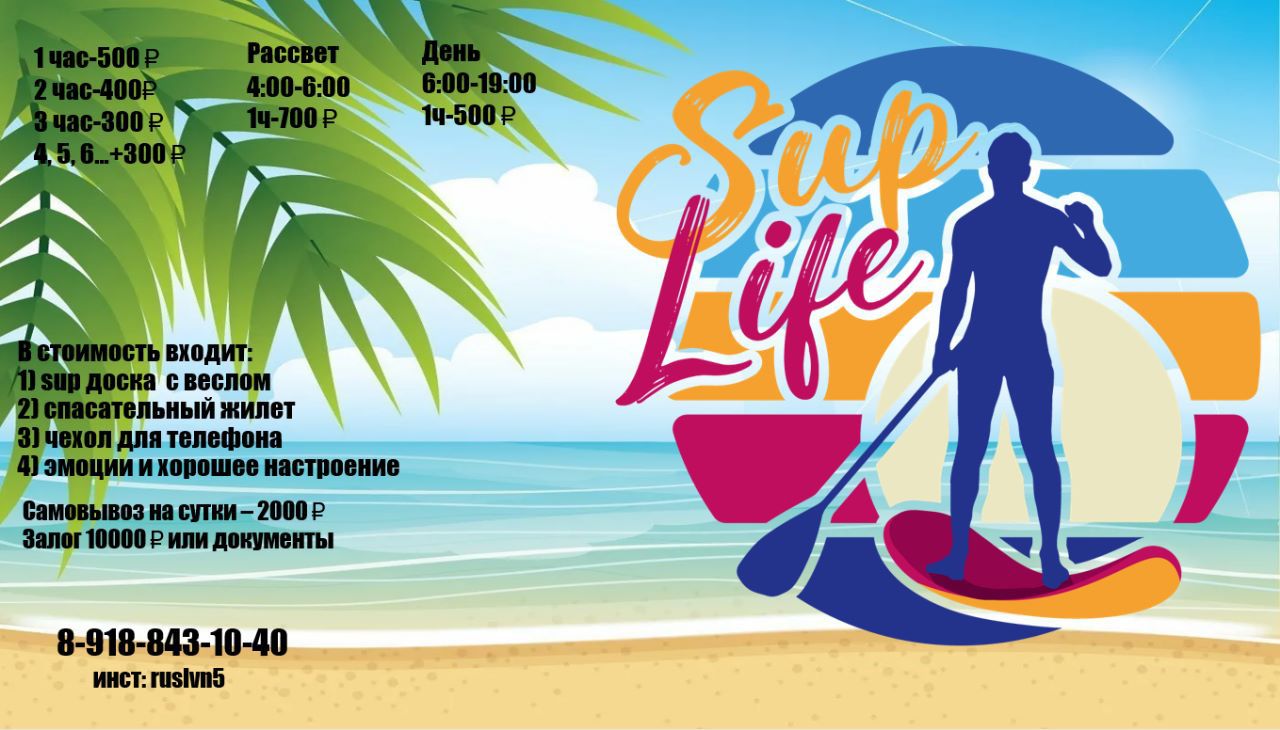 1 час-500 ₽
2 час-400₽
3 час-300 ₽
4, 5, 6...+300 ₽
Рассвет
4:00-6:00
1ч-700 ₽
День
6:00-19:00
1ч-500 ₽
Sup
Life
В стоимость входит:
1) sup доска с веслом
2) спасательный жилет
3) чехол для телефона
4) эмоции и хорошее настроение
Самовывоз на сутки – 2000 ₽
Залог 10000 ₽ или документы
8-918-843-10-40
инст: ruslvn5